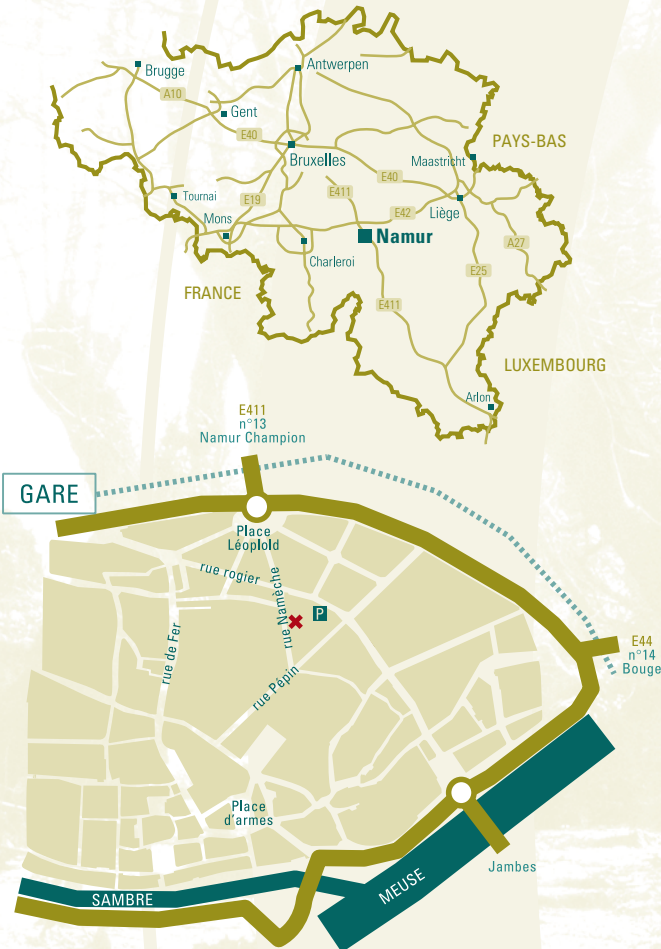 Brugge
Antwerpen
A10
Gent
E40
PAYS-BAS
Bruxelles
Maastricht
E40
E411
Tournai
E19
Liège
E42
Mons
Namur
A27
Charleroi
E25
FRANCE
E411
LUXEMBOURG
Arlon
E411
n°13
Namur Champion
GARE
Place
Léoplold
rue rogier
rue Namèche
P
rue de Fer
E44
n°14
Bouge
rue Pépin
Place
d'armes
Jambes
MEUSE
SAMBRE